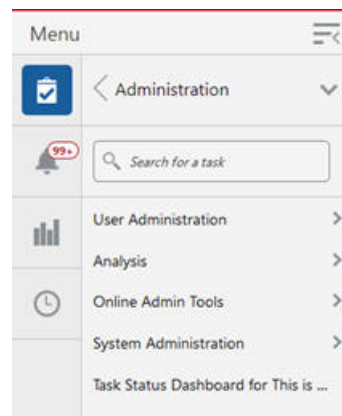 Menu
Administration
99+
Search for a task
User Administration
Analysis
Online Admin Tools
System Administration
Task Status Dashboard for This is ...